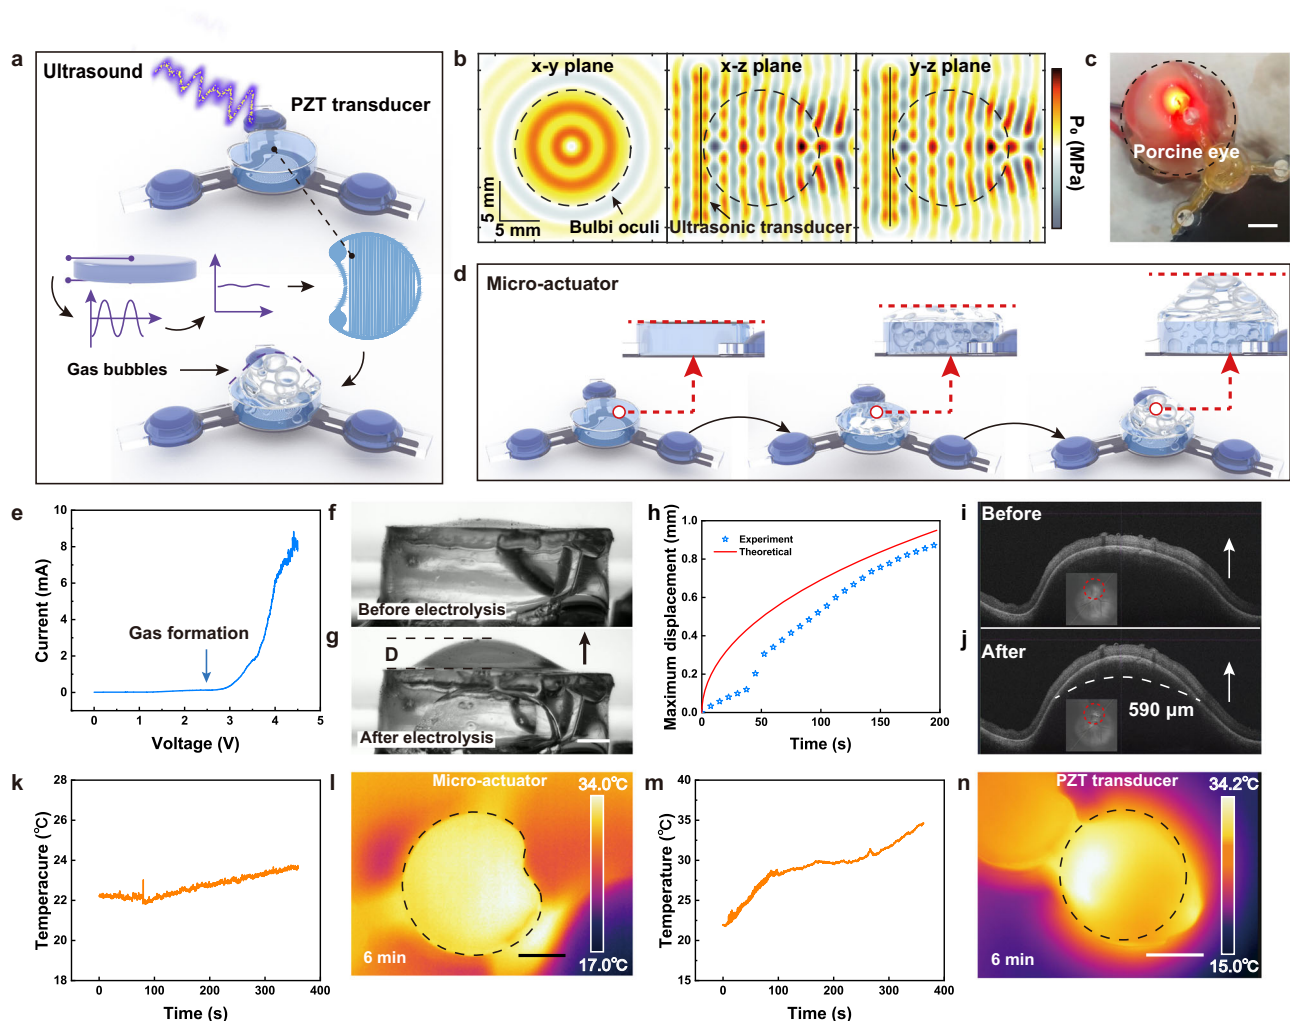 a
Ultrasound
PZT transducer
Gas bubbles
b
x-y plane
x-z plane
y-z plane
5 mm
5 mm
Bulbi oculi
Ultrasonic transducer
P₀ (MPa)
c
Porcine eye
d
Micro-actuator
e
10
8
6
4
2
0
Current (mA)
Gas formation
0
1
2
3
4
5
Voltage (V)
f
Before electrolysis
g
D
After electrolysis
h
1.0
0.8
0.6
0.4
0.2
0.0
Maximum displacement (mm)
Experiment
Theoretical
0
50
100
150
200
Time (s)
i
Before
j
After
590 μm
k
28
26
24
22
20
18
Temperacure (℃)
0
100
200
300
400
Time (s)
l
Micro-actuator
34.0℃
17.0℃
6 min
m
40
35
30
25
20
15
Temperature (℃)
0
100
200
300
400
Time (s)
n
PZT transducer
34.2℃
15.0℃
6 min